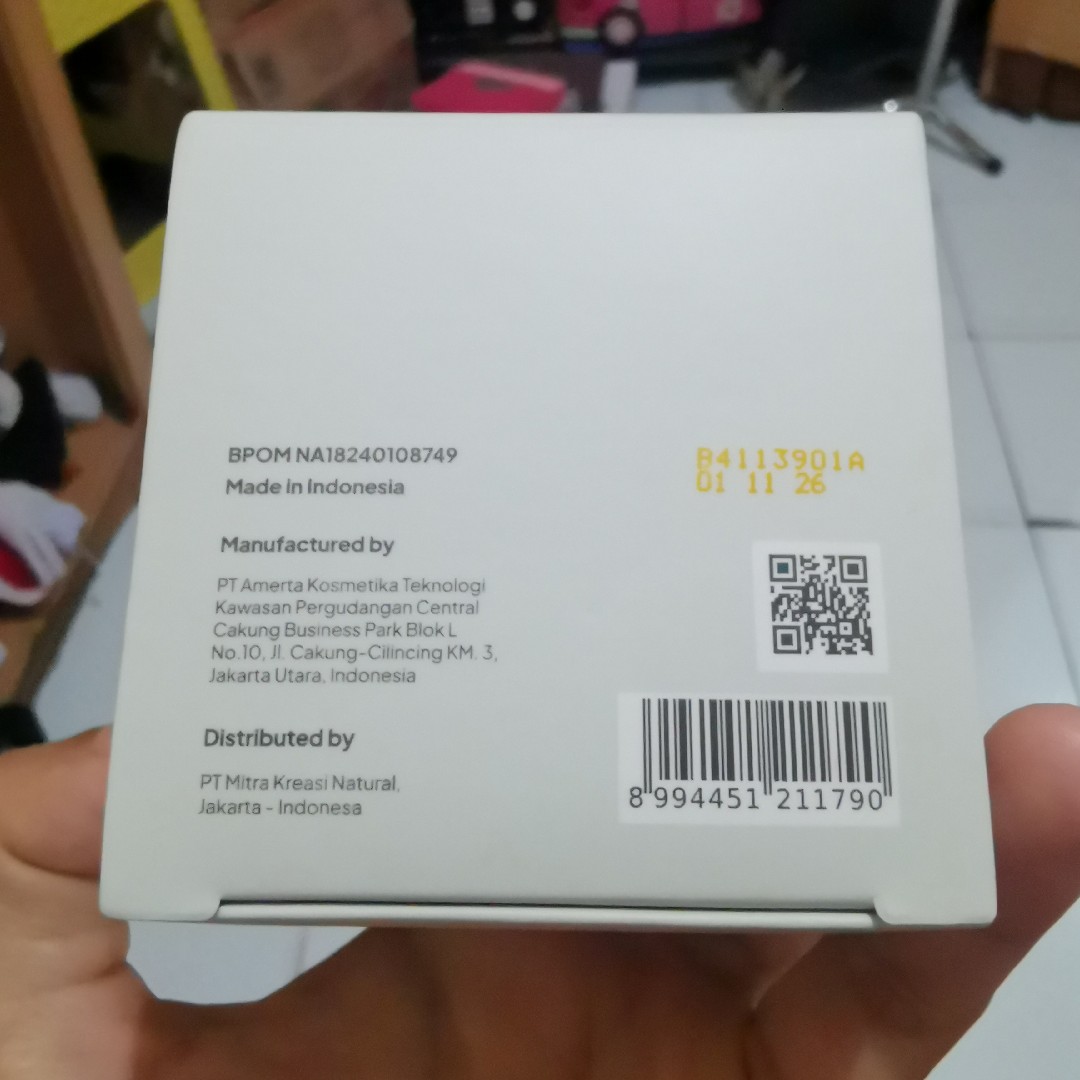 BPOM NA18240108749
Made in Indonesia
Manufactured by
PT Amerta Kosmetika Teknologi
Kawasan Pergudangan Central
Cakung Business Park Blok L
No.10, Jl. Cakung-Cilincing KM. 3,
Jakarta Utara, Indonesia
Distributed by
PT Mitra Kreasi Natural,
Jakarta - Indonesa
B4113901A
01 11 26
8 994451 211790